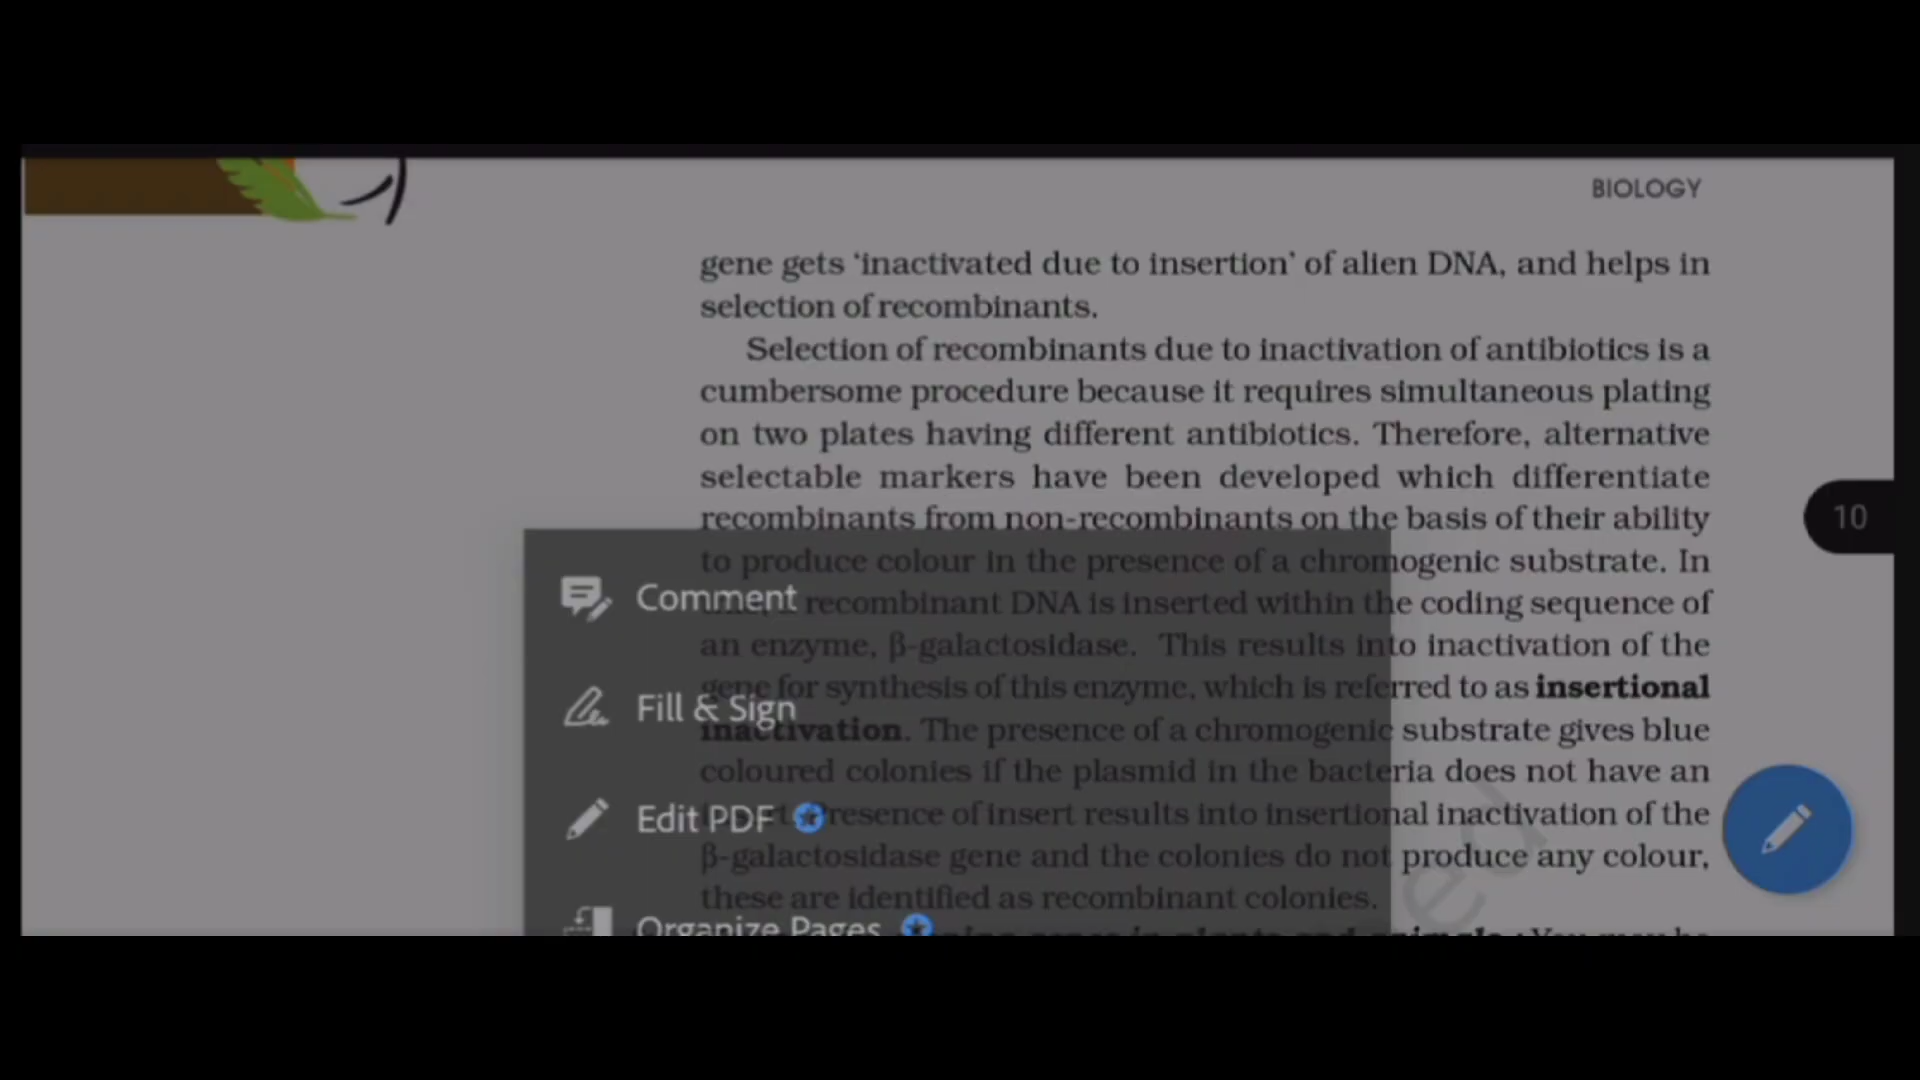 BIOLOGY
gene gets ‘inactivated due to insertion’ of alien DNA, and helps in
selection of recombinants.
Selection of recombinants due to inactivation of antibiotics is a
cumbersome procedure because it requires simultaneous plating
on two plates having different antibiotics. Therefore, alternative
selectable markers have been developed which differentiate
recombinants from non-recombinants on the basis of their ability
10
to produce colour in the presence of a chromogenic substrate. In
Comment
recombinant DNA is inserted within the coding sequence of
an enzyme, β-galactosidase. This results into inactivation of the
gene for synthesis of this enzyme, which is referred to as insertional
Fill & Sign
inactivation. The presence of a chromogenic substrate gives blue
coloured colonies if the plasmid in the bacteria does not have an
Edit PDF
Presence of insert results into insertional inactivation of the
β-galactosidase gene and the colonies do not produce any colour,
these are identified as recombinant colonies.
Organize Pages
You may be